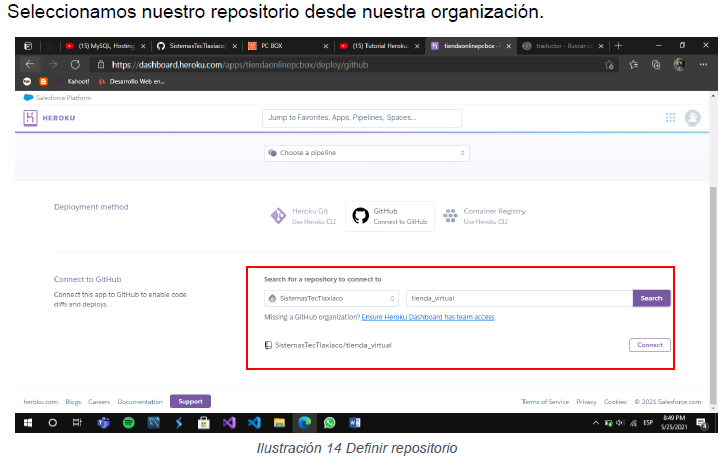 Seleccionamos nuestro repositorio desde nuestra organización.
(15) MySQL, Hosting
SistemasTecTlaxiaco/
PC BOX
(15) Tutorial Heroku:
tiendaonlinepcbox
traductor - Buscar
https://dashboard.heroku.com/apps/tiendaonlinepcbox/deploy/github
Kahoot!
Desarrollo Web en...
Salesforce Platform
HEROKU
Jump to Favorites, Apps, Pipelines, Spaces...
Choose a pipeline
Deployment method
Heroku Git
Use Heroku CLI
GitHub
Connect to GitHub
Container Registry
Use Heroku CLI
Connect to GitHub
Connect this app to GitHub to enable code
diffs and deploys.
Search for a repository to connect to
SistemasTecTlaxiaco
tienda_virtual
Search
Missing a GitHub organization? Ensure Heroku Dashboard has team access.
SistemasTecTlaxiaco/tienda_virtual
Connect
heroku.com Blogs Careers Documentation Support
Terms of Service Privacy Cookies © 2021 Salesforce.com
ESP
8:49 PM
5/25/2021
Ilustración 14 Definir repositorio